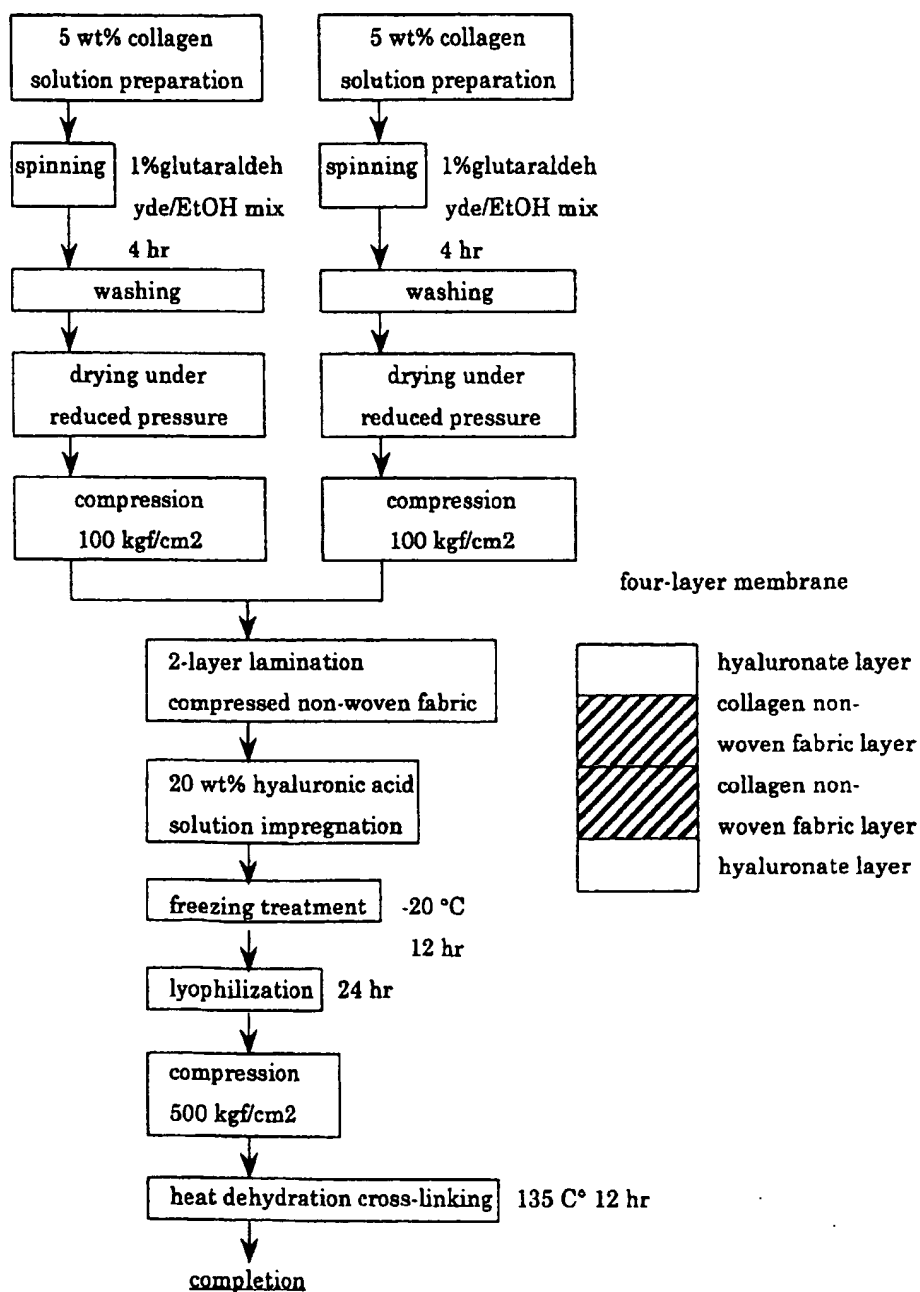 5 wt% collagen
solution preparation
5 wt% collagen
solution preparation
spinning
1%glutaraldeh
yde/EtOH mix
4 hr
spinning
1%glutaraldeh
yde/EtOH mix
4 hr
washing
washing
drying under
reduced pressure
drying under
reduced pressure
compression
100 kgf/cm2
compression
100 kgf/cm2
2-layer lamination
compressed non-woven fabric
20 wt% hyaluronic acid
solution impregnation
freezing treatment
-20 °C
12 hr
lyophilization
24 hr
compression
500 kgf/cm2
heat dehydration cross-linking
135 C° 12 hr
completion
four-layer membrane
hyaluronate layer
collagen non-
woven fabric layer
collagen non-
woven fabric layer
hyaluronate layer